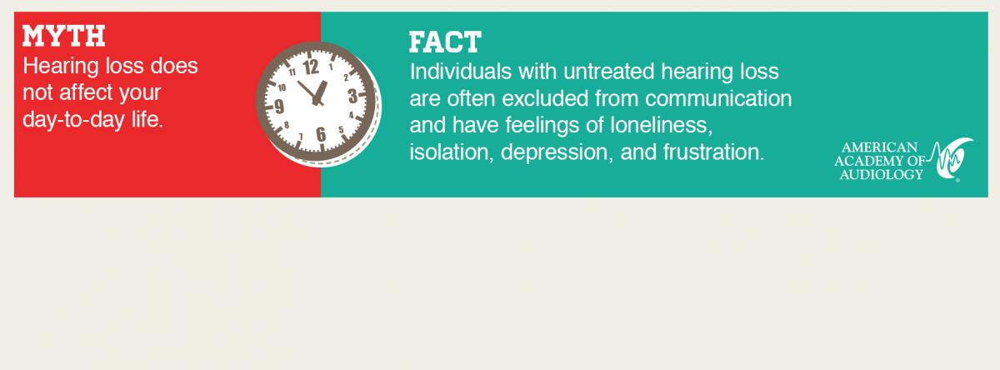 MYTH
Hearing loss does
not affect your
day-to-day life.
11 12 1
10 2
9 3
8 4
7 6 5
FACT
Individuals with untreated hearing loss
are often excluded from communication
and have feelings of loneliness,
isolation, depression, and frustration.
AMERICAN
ACADEMY OF
AUDIOLOGY
®